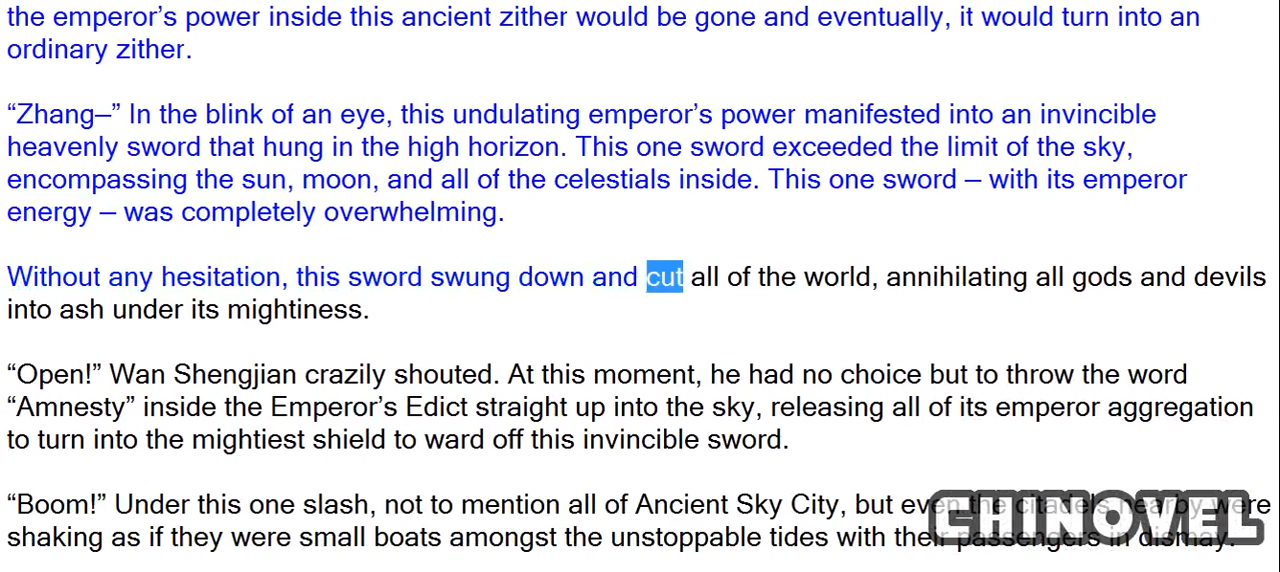 the emperor’s power inside this ancient zither would be gone and eventually, it would turn into an
ordinary zither.
“Zhang—” In the blink of an eye, this undulating emperor’s power manifested into an invincible
heavenly sword that hung in the high horizon. This one sword exceeded the limit of the sky,
encompassing the sun, moon, and all of the celestials inside. This one sword – with its emperor
energy – was completely overwhelming.
Without any hesitation, this sword swung down and cut all of the world, annihilating all gods and devils
into ash under its mightiness.
“Open!” Wan Shengjian crazily shouted. At this moment, he had no choice but to throw the word
“Amnesty” inside the Emperor’s Edict straight up into the sky, releasing all of its emperor aggregation
to turn into the mightiest shield to ward off this invincible sword.
“Boom!” Under this one slash, not to mention all of Ancient Sky City, but even the citadels nearby were
shaking as if they were small boats amongst the unstoppable tides with their passengers in dismay.
CHINOVEL